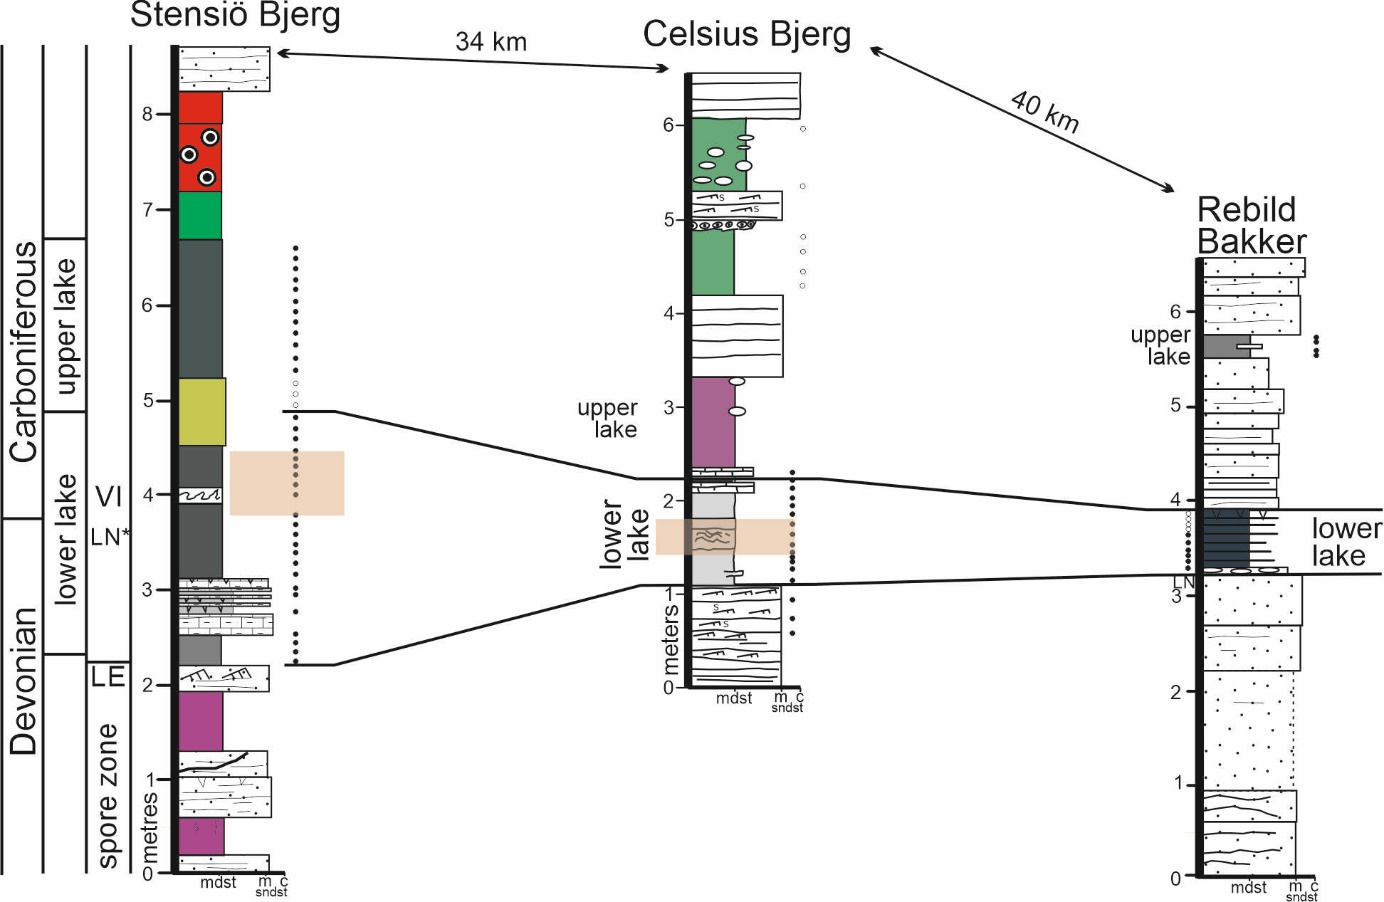 Stensiö Bjerg
34 km
Celsius Bjerg
40 km
Rebild
Bakker
Carboniferous
Devonian
upper lake
lower lake
VI
LN*
LE
spore zone
8
7
6
5
4
3
2
1
0
metres
mdst
m c
sndst
6
5
4
3
2
1
0
meters
upper
lake
lower
lake
s
s
s
s
mdst
m c
sndst
6
5
4
3
2
1
0
upper
lake
lower
lake
LN
mdst
m c
sndst